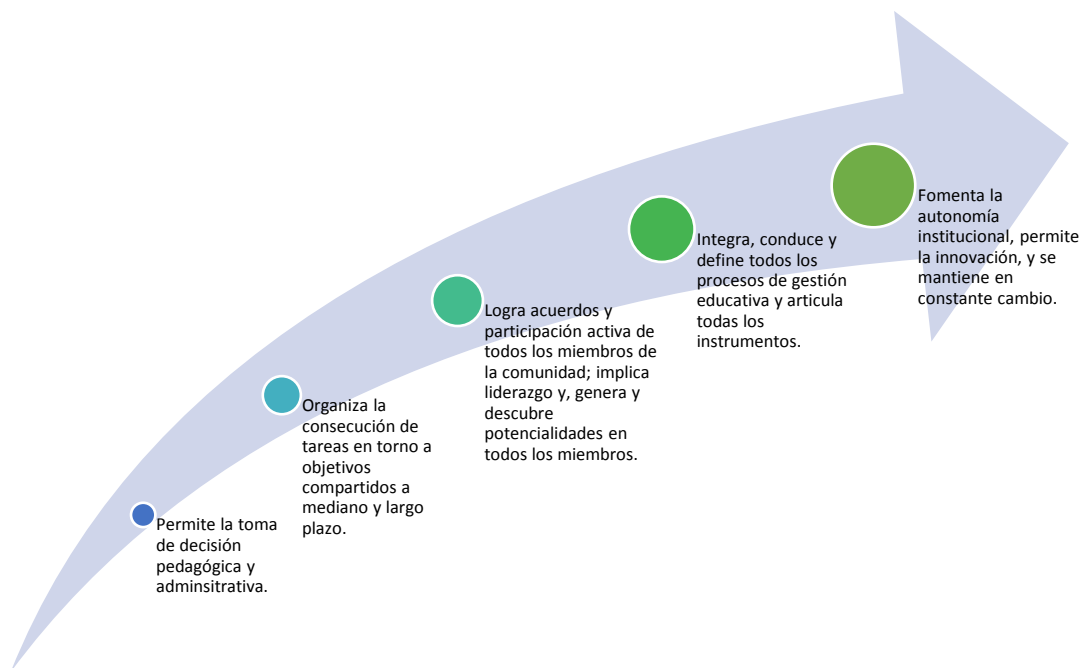 Permite la toma
de decisión
pedagógica y
adminsitrativa.
Organiza la
consecución de
tareas en torno a
objetivos
compartidos a
mediano y largo
plazo.
Logra acuerdos y
participación activa de
todos los miembros de
la comunidad; implica
liderazgo y, genera y
descubre
potencialidades en
todos los miembros.
Integra, conduce y
define todos los
procesos de gestión
educativa y articula
todas los
instrumentos.
Fomenta la
autonomía
institucional, permite
la innovación, y se
mantiene en
constante cambio.